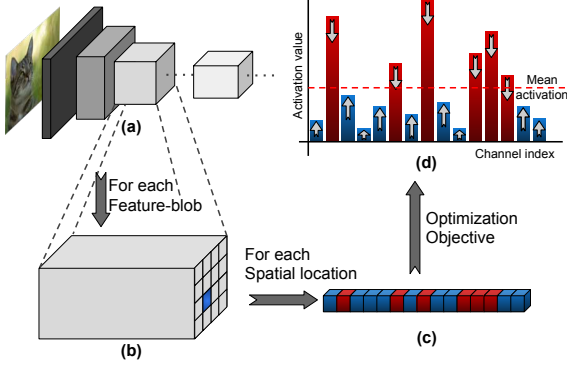 Activation value
Mean
activation
Channel index
(a)
(d)
For each
Feature-blob
For each
Spatial location
Optimization
Objective
(b)
(c)